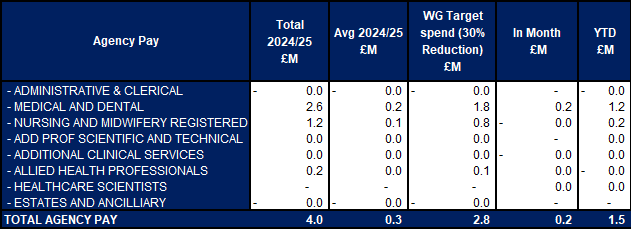 Agency Pay Total 2024/25 £M Avg 2024/25 £M WG Target spend (30% Reduction) £M In Month £M YTD £M
- ADMINISTRATIVE & CLERICAL - 0.0 - 0.0 - 0.0 - - 0.0
- MEDICAL AND DENTAL 2.6 0.2 1.8 0.2 1.2
- NURSING AND MIDWIFERY REGISTERED 1.2 0.1 0.8 - 0.0 0.2
- ADD PROF SCIENTIFIC AND TECHNICAL 0.0 0.0 0.0 - 0.0
- ADDITIONAL CLINICAL SERVICES 0.0 0.0 0.0 - 0.0 0.0
- ALLIED HEALTH PROFESSIONALS 0.2 0.0 0.1 0.0 - 0.0
- HEALTHCARE SCIENTISTS - - - 0.0 0.0
- ESTATES AND ANCILLIARY - 0.0 - 0.0 - 0.0 - -
TOTAL AGENCY PAY 4.0 0.3 2.8 0.2 1.5